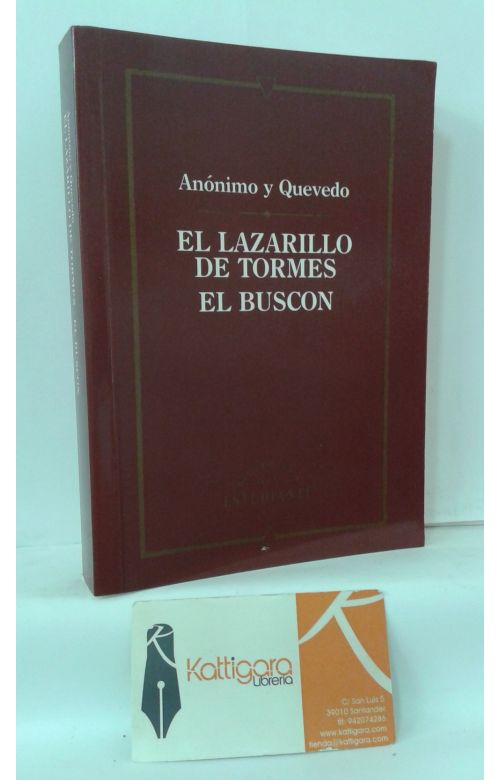 Anónimo y Quevedo
EL LAZARILLO
DE TORMES
EL BUSCON
ESTUDIANTE
Kattigara
Librería
C/ San Luis 5
39010 Santander
tlf: 942074286
www.kattigara.com
tienda@kattigara.com